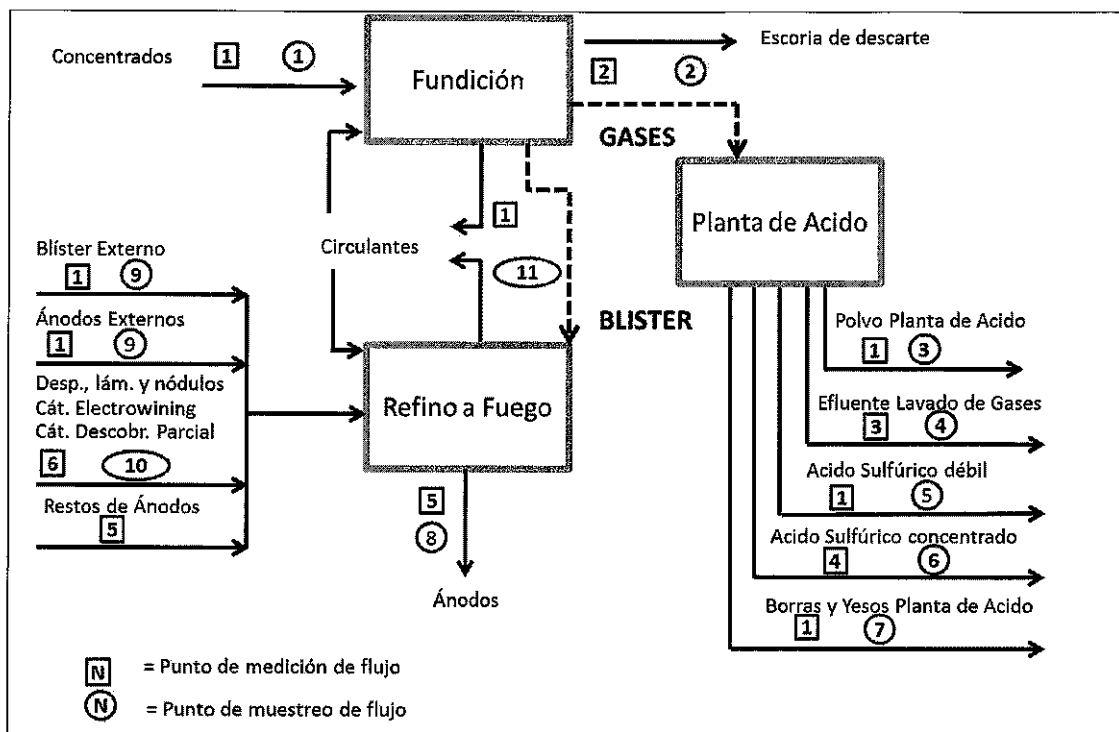 Concentrados
1
1
Fundición
Escoria de descarte
2
2
GASES
Planta de Acido
1
Circulantes
11
BLISTER
Blíster Externo
1
9
Ánodos Externos
1
9
Desp., lám. y nódulos
Cát. Electrowining
Cát. Descobr. Parcial
6
10
Restos de Ánodos
5
Refino a Fuego
5
8
Ánodos
Polvo Planta de Acido
1
3
Efluente Lavado de Gases
3
4
Acido Sulfúrico débil
1
5
Acido Sulfúrico concentrado
4
6
Borras y Yesos Planta de Acido
1
7
N = Punto de medición de flujo
N = Punto de muestreo de flujo